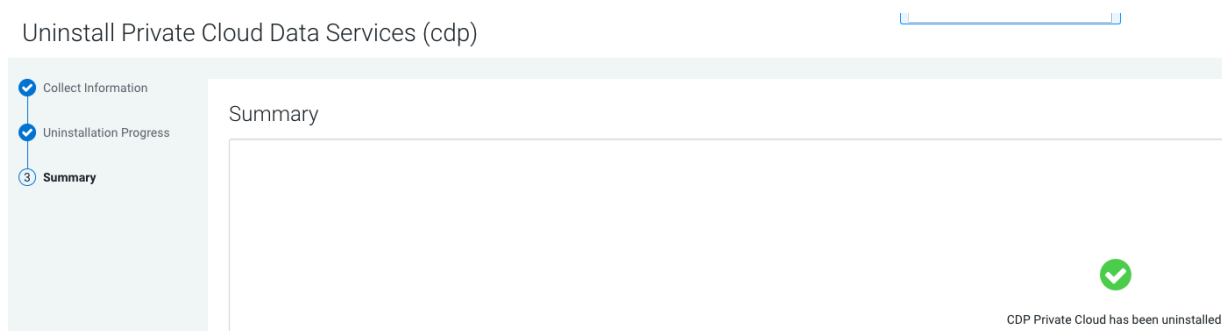 Uninstall Private Cloud Data Services (cdp)
Collect Information
Uninstallation Progress
3 Summary
Summary
CDP Private Cloud has been uninstalled